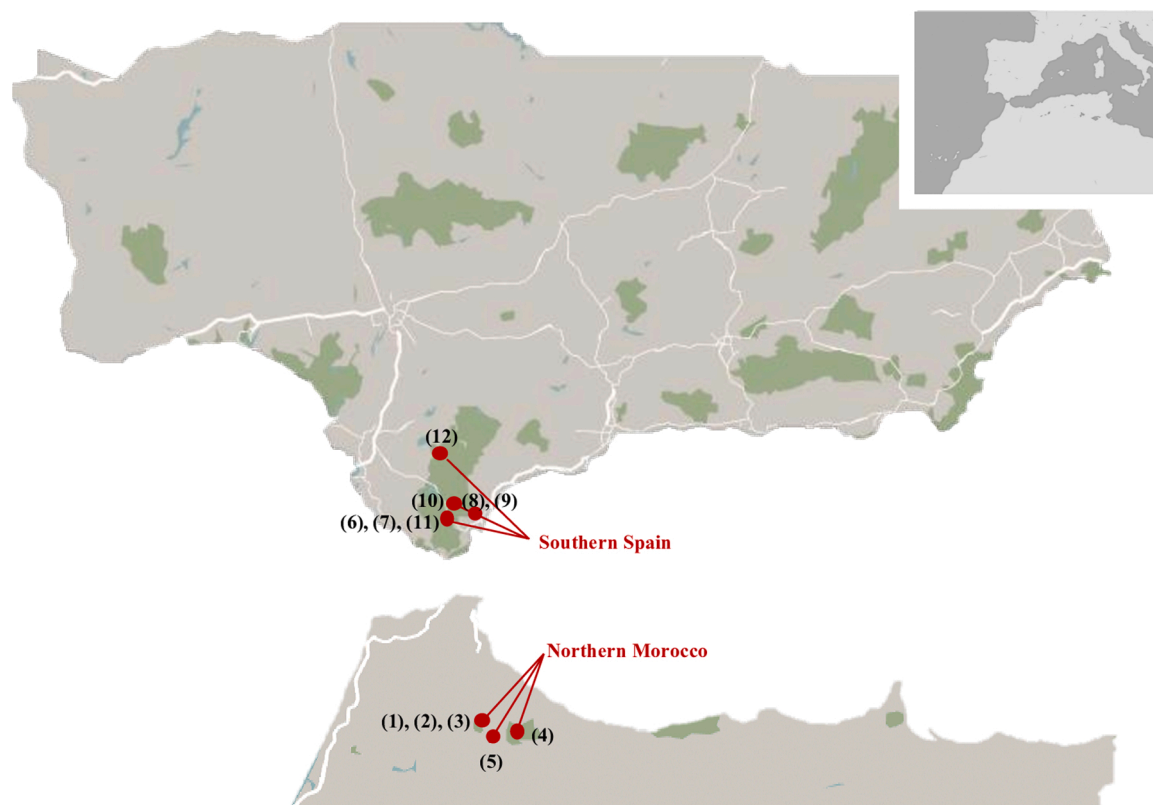 (12)
(10) (8), (9)
(6), (7), (11)
Southern Spain
Northern Morocco
(1), (2), (3)
(4)
(5)